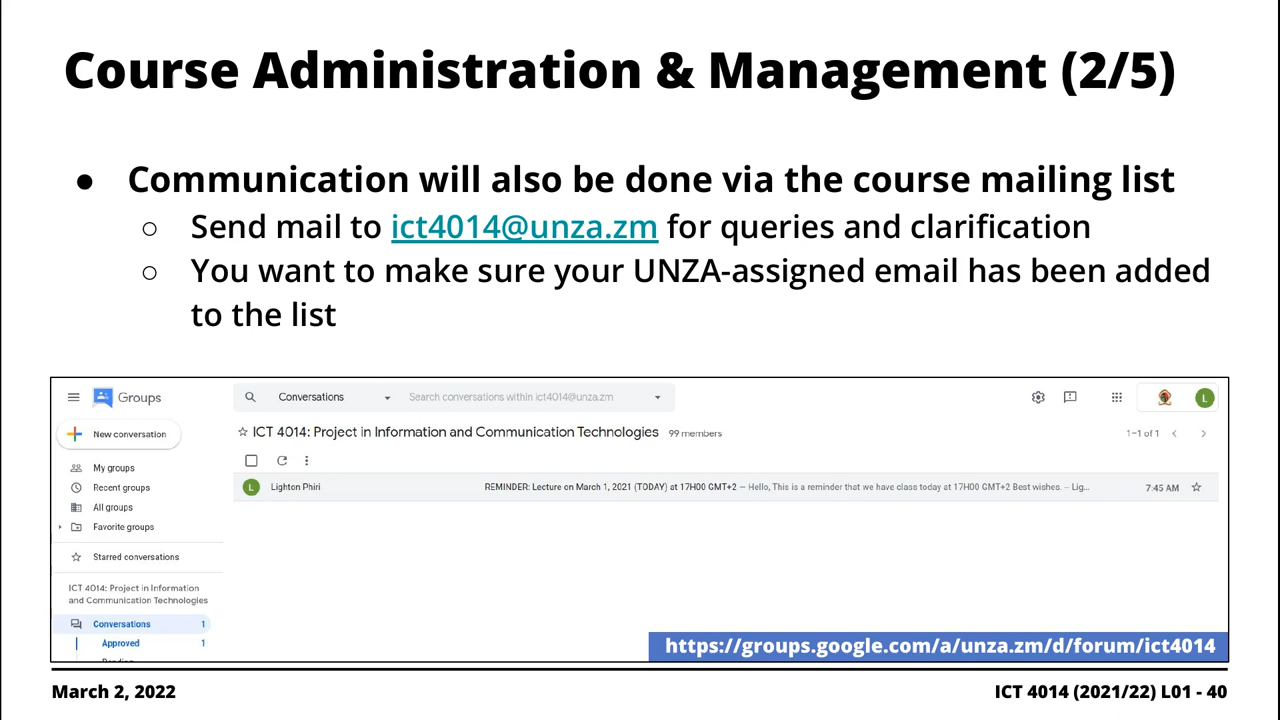 Course Administration & Management (2/5)
● Communication will also be done via the course mailing list
○ Send mail to ict4014@unza.zm for queries and clarification
○ You want to make sure your UNZA-assigned email has been added
to the list
Groups
Conversations
Search conversations within ict4014@unza.zm
L
New conversation
ICT 4014: Project in Information and Communication Technologies 99 members
1–1 of 1
My groups
Recent groups
All groups
Favorite groups
Starred conversations
ICT 4014: Project in Information
and Communication Technologies
Conversations 1
Approved 1
Pending
L Lighton Phiri REMINDER: Lecture on March 1, 2021 (TODAY) at 17H00 GMT+2 – Hello, This is a reminder that we have class today at 17H00 GMT+2 Best wishes. – Lig... 7:45 AM
https://groups.google.com/a/unza.zm/d/forum/ict4014
March 2, 2022
ICT 4014 (2021/22) L01 - 40